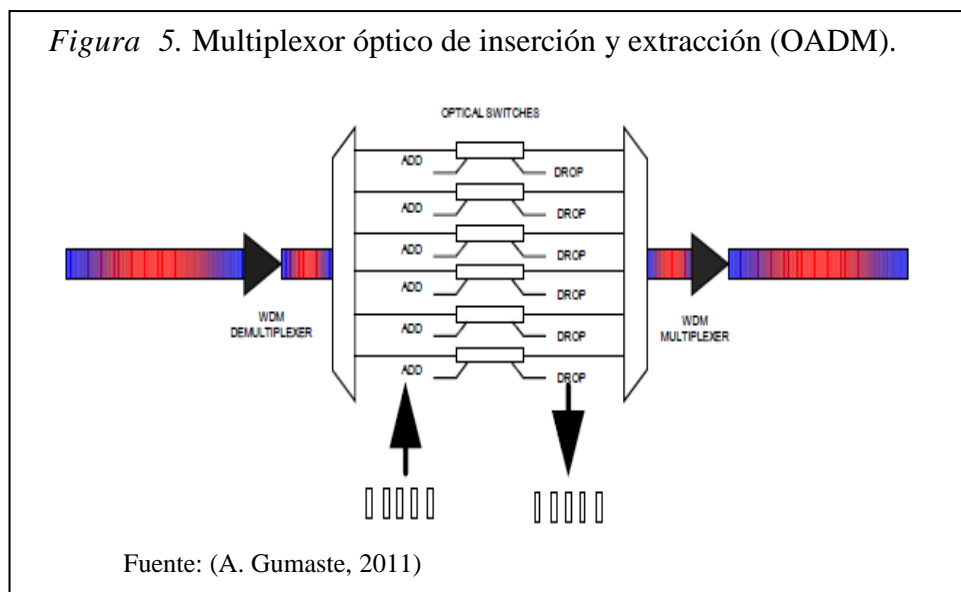 Figura 5. Multiplexor óptico de inserción y extracción (OADM).
OPTICAL SWITCHES
ADD
DROP
ADD
DROP
ADD
DROP
ADD
DROP
WDM
DEMULTIPLEXER
WDM
MULTIPLEXER
ADD
DROP
ADD
DROP
Fuente: (A. Gumaste, 2011)